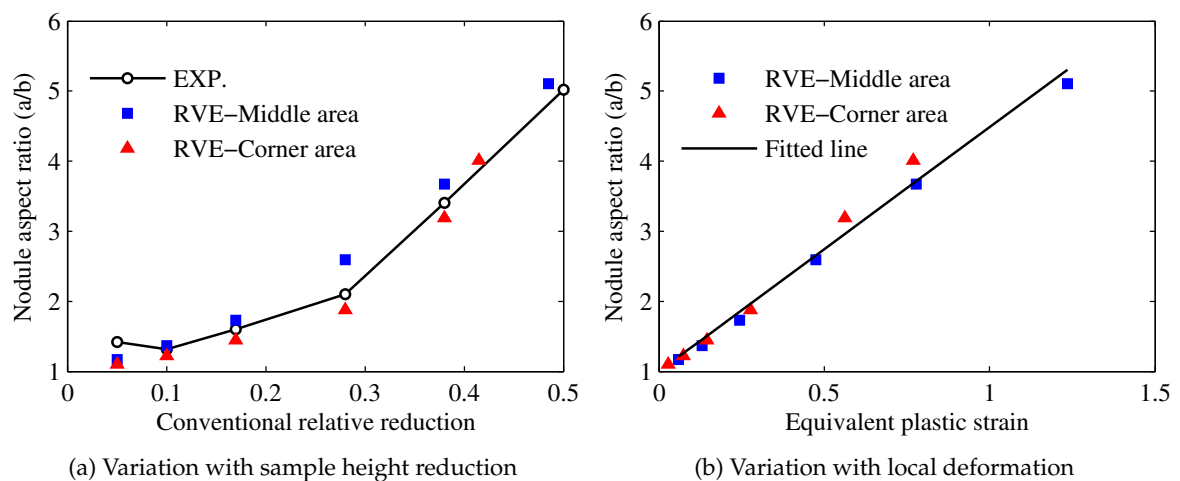 6
5
4
3
2
1
0
0.1
0.2
0.3
0.4
0.5
Nodule aspect ratio (a/b)
Conventional relative reduction
EXP.
RVE−Middle area
RVE−Corner area
(a) Variation with sample height reduction
6
5
4
3
2
1
0
0.5
1
1.5
Nodule aspect ratio (a/b)
Equivalent plastic strain
RVE−Middle area
RVE−Corner area
Fitted line
(b) Variation with local deformation